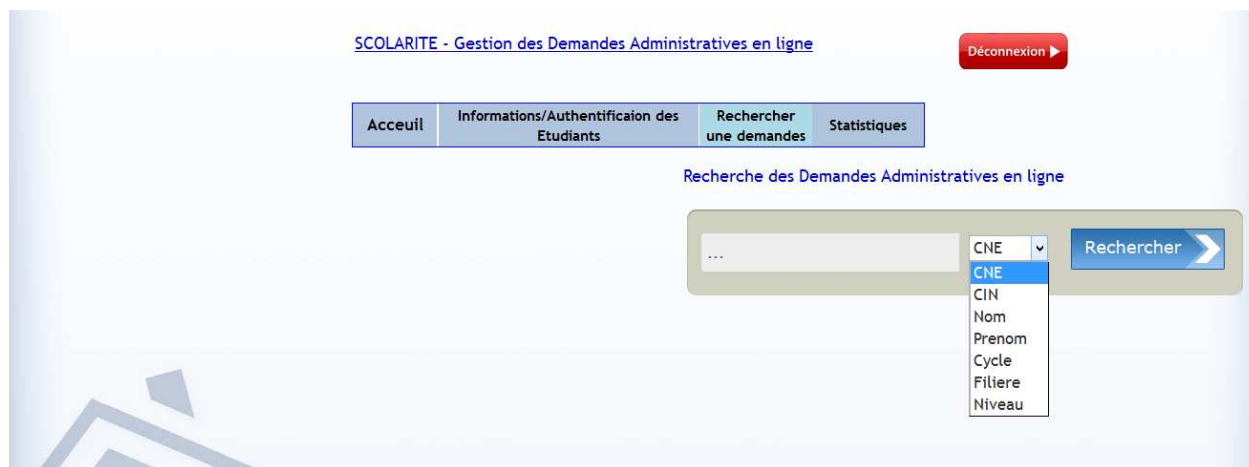 SCOLARITE - Gestion des Demandes Administratives en ligne
Déconnexion
Acceuil
Informations/Authentificaion des
Etudiants
Rechercher
une demandes
Statistiques
Recherche des Demandes Administratives en ligne
...
CNE
Rechercher
CNE
CIN
Nom
Prenom
Cycle
Filiere
Niveau